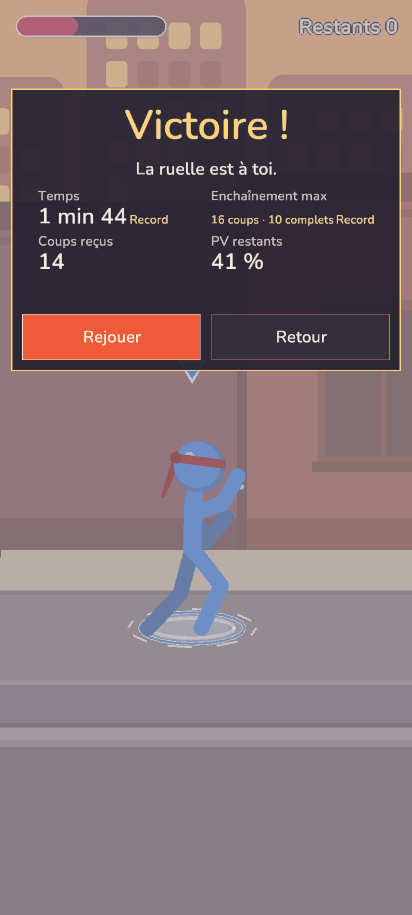 Restants 0
Victoire !
La ruelle est à toi.
Temps
1 min 44 Record
Enchaînement max
16 coups · 10 complets Record
Coups reçus
14
PV restants
41 %
Rejouer
Retour